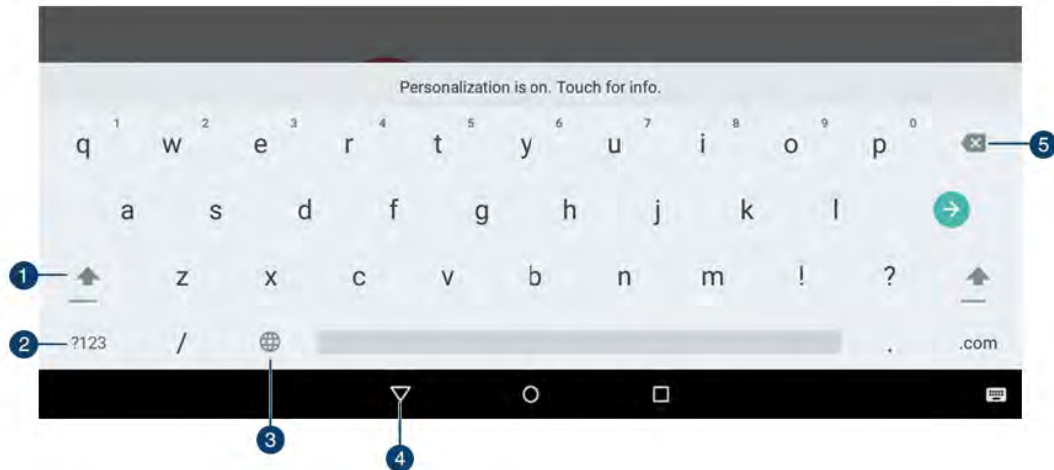 Personalization is on. Touch for info.
q 1 w 2 e 3 r 4 t 5 y 6 u 7 i 8 o 9 p 0 5
a s d f g h j k l
1 z x c v b n m ! ?
2 ?123 / . .com
3
4